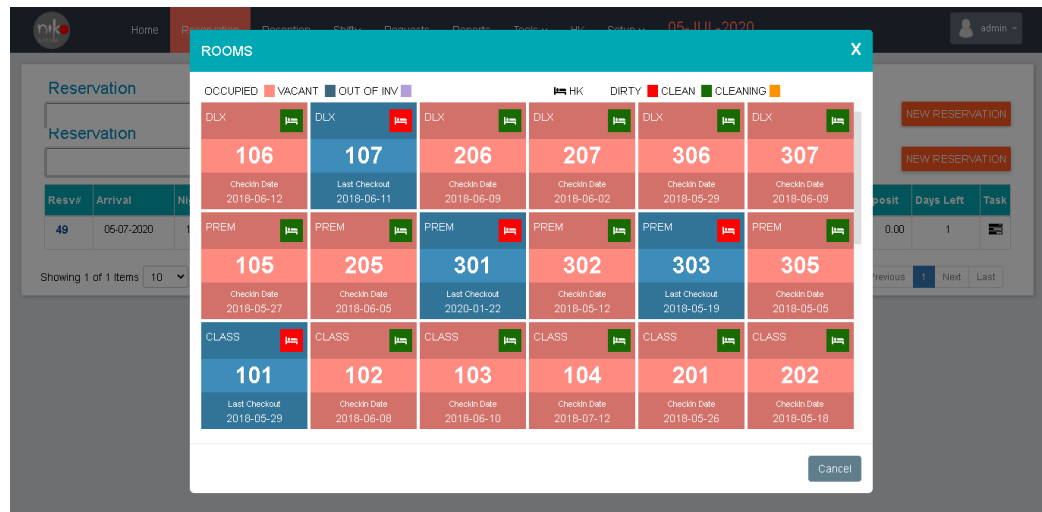 niko Home Reservation Reception Shifts Requests Reports Tools HK Setup 05-JUL-2020 admin
ROOMS X
Reservation
OCCUPIED VACANT OUT OF INV HK DIRTY CLEAN CLEANING
NEW RESERVATION
Reservation
NEW RESERVATION
DLX DLX DLX DLX DLX DLX
106 107 206 207 306 307
CheckIn Date Last Checkout CheckIn Date CheckIn Date CheckIn Date CheckIn Date
2018-06-12 2018-06-11 2018-06-09 2018-06-02 2018-05-29 2018-06-09
Resv# Arrival posit Days Left Task
49 05-07-2020 1 0.00 1
PREM PREM PREM PREM PREM PREM
105 205 301 302 303 305
CheckIn Date CheckIn Date Last Checkout CheckIn Date Last Checkout CheckIn Date
2018-05-27 2018-06-05 2020-01-22 2018-05-12 2018-05-19 2018-05-05
Showing 1 of 1 Items 10 Previous 1 Next Last
CLASS CLASS CLASS CLASS CLASS CLASS
101 102 103 104 201 202
Last Checkout CheckIn Date CheckIn Date CheckIn Date CheckIn Date CheckIn Date
2018-05-29 2018-06-08 2018-06-10 2018-07-12 2018-05-26 2018-05-18
Cancel